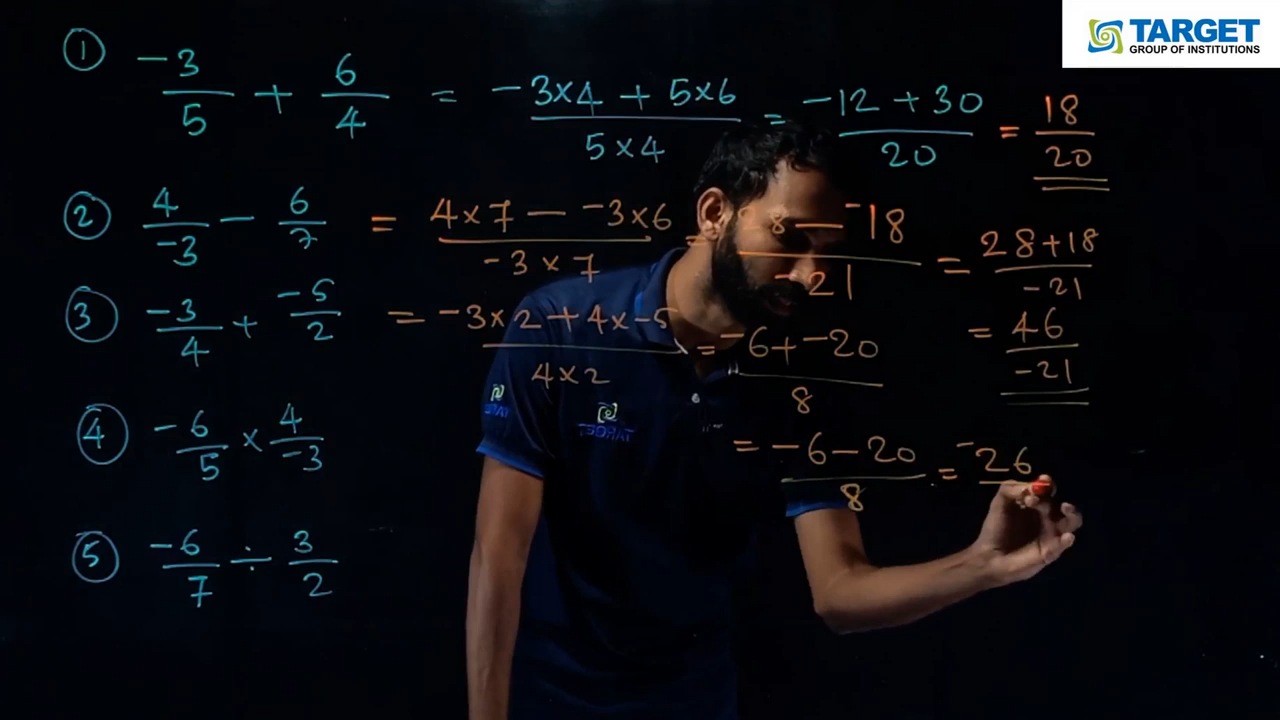 TARGET
GROUP OF INSTITUTIONS
① -3/5 + 6/4 = (-3×4 + 5×6)/(5×4) = (-12 + 30)/20 = 18/20
② 4/-3 - 6/7 = (4×7 - -3×6)/(-3×7) = 8 - -18/-21 = (28+18)/-21
= 46/-21
③ -3/4 + -5/2 = (-3×2 + 4×-5)/(4×2) = (-6 + -20)/8
= (-6-20)/8 = -26
④ -6/5 × 4/-3
⑤ -6/7 ÷ 3/2